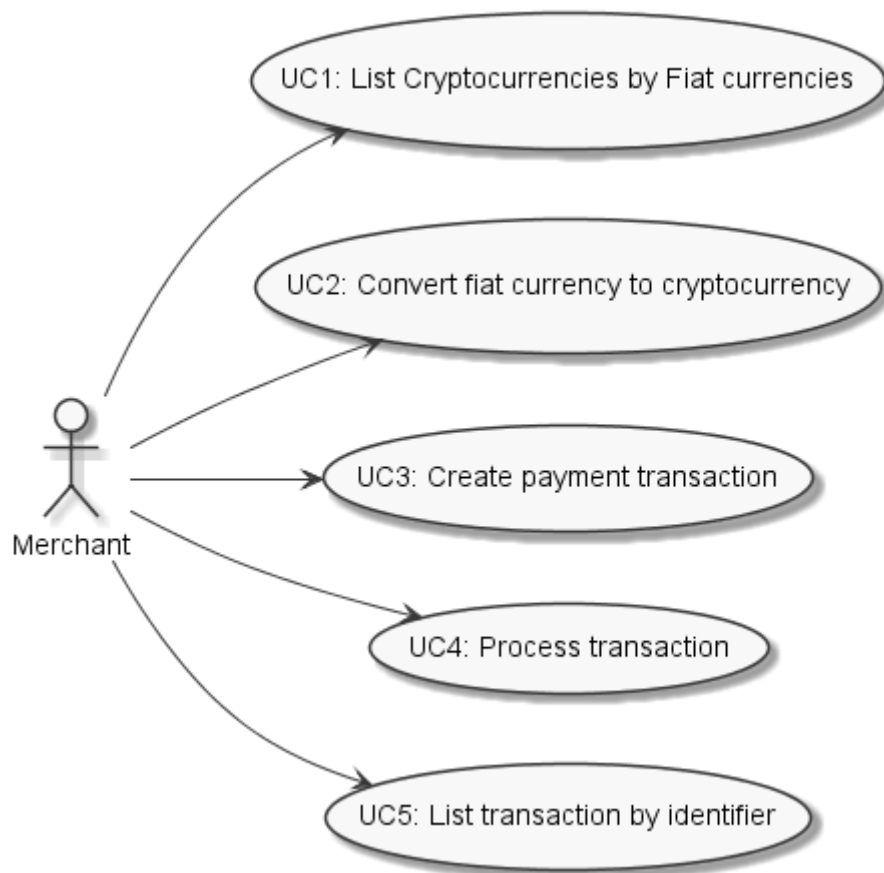 UC1: List Cryptocurrencies by Fiat currencies
UC2: Convert fiat currency to cryptocurrency
UC3: Create payment transaction
Merchant
UC4: Process transaction
UC5: List transaction by identifier